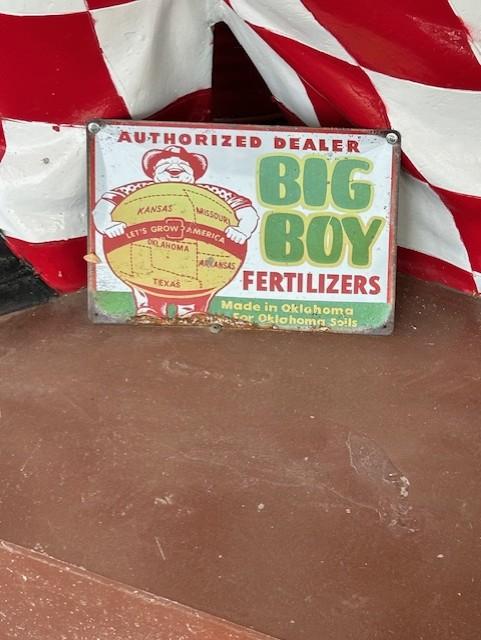 AUTHORIZED DEALER
BIG
BOY
FERTILIZERS
KANSAS
MISSOURI
LET'S GROW AMERICA
OKLAHOMA
ARKANSAS
TEXAS
Made in Oklahoma
For Oklahoma Soils